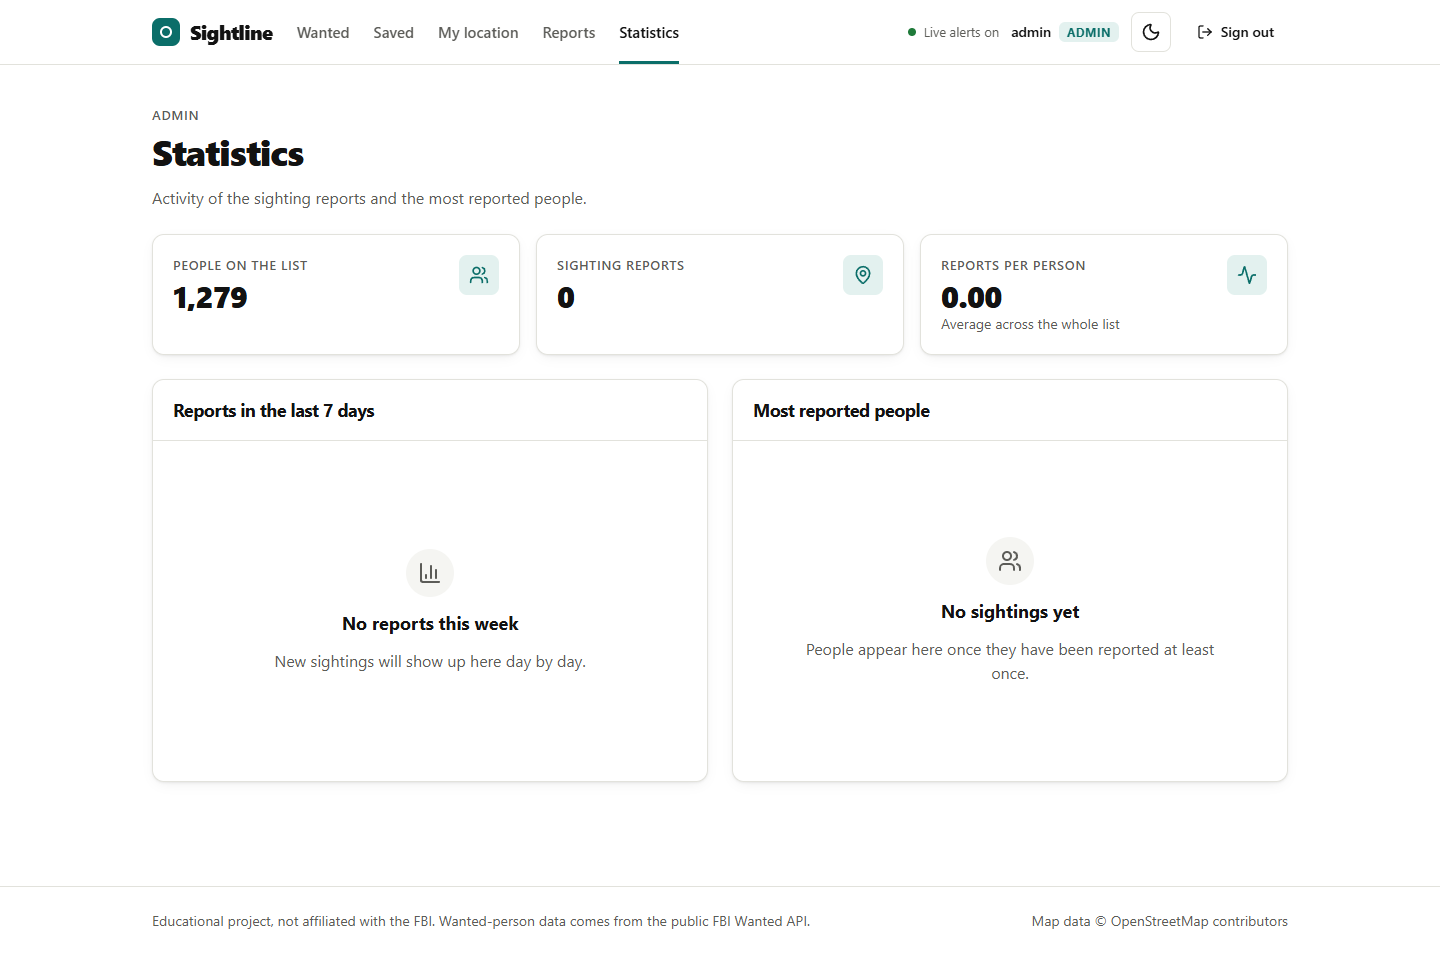 Sightline
Wanted
Saved
My location
Reports
Statistics
Live alerts on
admin
ADMIN
Sign out
ADMIN
Statistics
Activity of the sighting reports and the most reported people.
PEOPLE ON THE LIST
1,279
SIGHTING REPORTS
0
REPORTS PER PERSON
0.00
Average across the whole list
Reports in the last 7 days
No reports this week
New sightings will show up here day by day.
Most reported people
No sightings yet
People appear here once they have been reported at least
once.
Educational project, not affiliated with the FBI. Wanted-person data comes from the public FBI Wanted API.
Map data © OpenStreetMap contributors